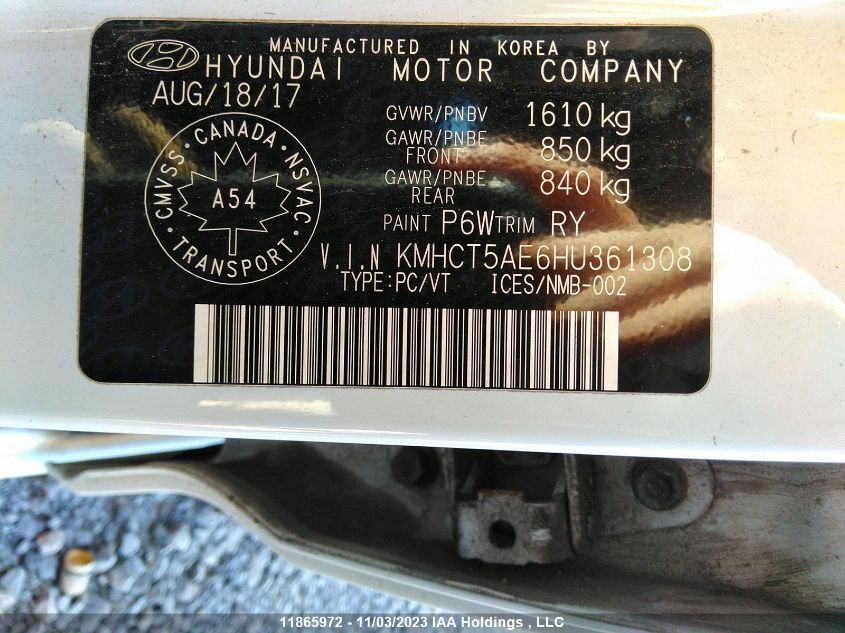 MANUFACTURED IN KOREA BY
HYUNDAI MOTOR COMPANY
AUG/18/17
GVWR/PNBV 1610 kg
GAWR/PNBE FRONT 850 kg
GAWR/PNBE REAR 840 kg
CMVSS • CANADA • NSVAC • TRANSPORT •
A54
PAINT P6W TRIM RY
V.I.N KMHCT5AE6HU361308
TYPE:PC/VT ICES/NMB-002
11865972 - 11/03/2023 IAA Holdings , LLC